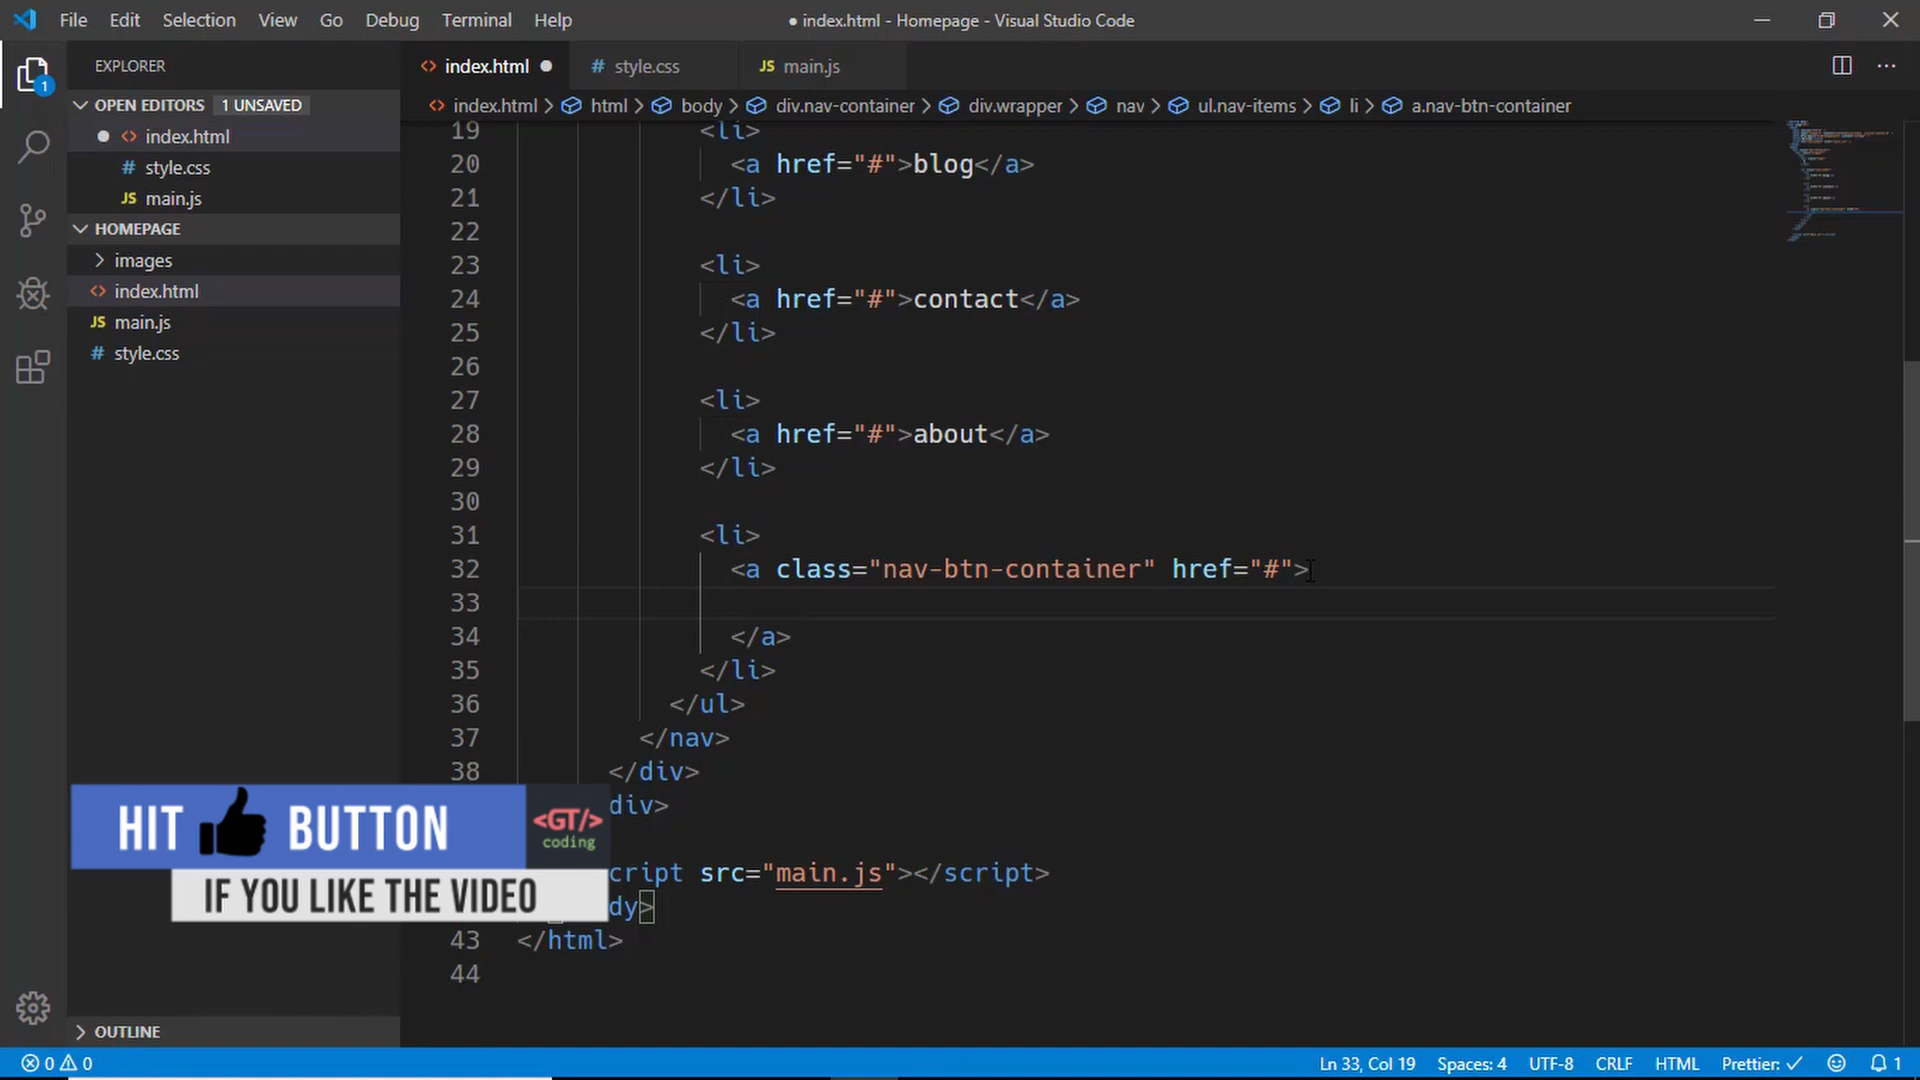 File Edit Selection View Go Debug Terminal Help
● index.html - Homepage - Visual Studio Code
EXPLORER
OPEN EDITORS 1 UNSAVED
index.html
style.css
main.js
HOMEPAGE
images
index.html
main.js
style.css
OUTLINE
index.html ● # style.css JS main.js
index.html > html > body > div.nav-container > div.wrapper > nav > ul.nav-items > li > a.nav-btn-container
19 <li>
20 <a href="#">blog</a>
21 </li>
22
23 <li>
24 <a href="#">contact</a>
25 </li>
26
27 <li>
28 <a href="#">about</a>
29 </li>
30
31 <li>
32 <a class="nav-btn-container" href="#">
33
34 </a>
35 </li>
36 </ul>
37 </nav>
38 </div>
div>
cript src="main.js"></script>
dy>
43 </html>
44
HIT BUTTON
<GT/>
coding
IF YOU LIKE THE VIDEO
0 0 Ln 33, Col 19 Spaces: 4 UTF-8 CRLF HTML Prettier: ✓ 1